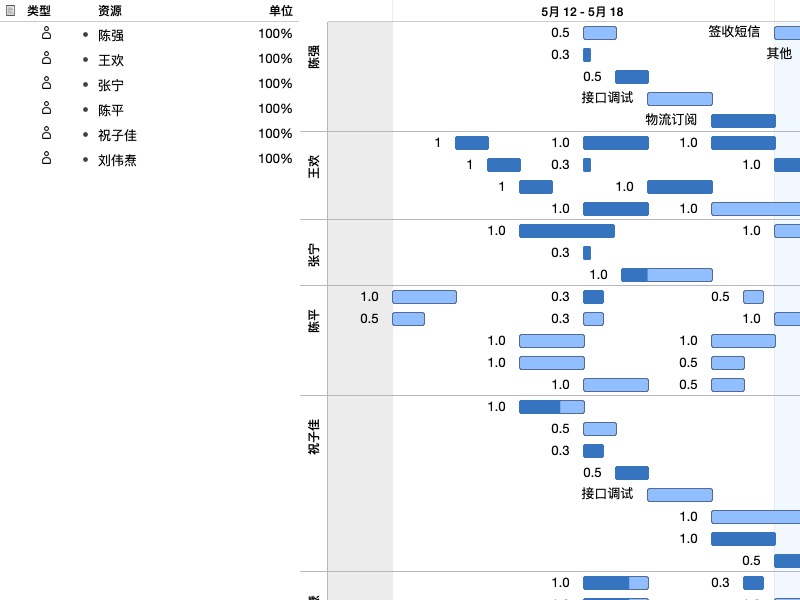 类型 资源 单位
陈强 100%
王欢 100%
张宁 100%
陈平 100%
祝子佳 100%
刘伟焘 100%
5月 12 - 5月 18
陈强
0.5 签收短信
0.3 其他
0.5
接口调试
物流订阅
王欢
1 1.0 1.0
1 0.3 1.0
1 1.0
1.0 1.0
张宁
1.0 1.0
0.3
1.0
陈平
1.0 0.3 0.5
0.5 0.3 1.0
1.0 1.0
1.0 0.5
1.0 0.5
祝子佳
1.0
0.5
0.3
0.5
接口调试
1.0
1.0
0.5
1.0 0.3